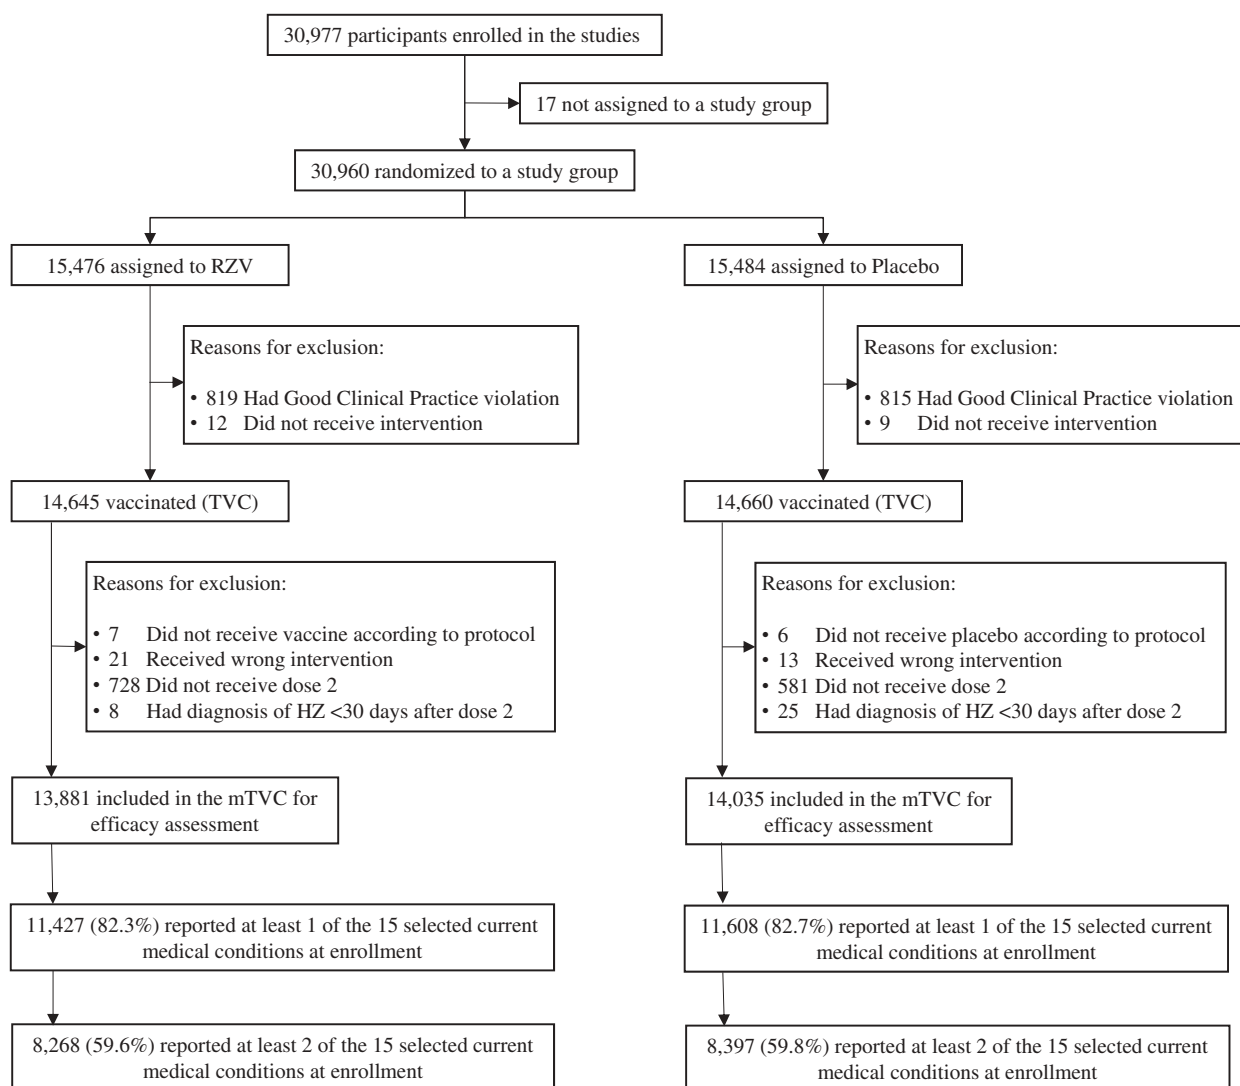 30,977 participants enrolled in the studies
17 not assigned to a study group
30,960 randomized to a study group
15,476 assigned to RZV
15,484 assigned to Placebo
Reasons for exclusion:
• 819 Had Good Clinical Practice violation
• 12 Did not receive intervention
Reasons for exclusion:
• 815 Had Good Clinical Practice violation
• 9 Did not receive intervention
14,645 vaccinated (TVC)
14,660 vaccinated (TVC)
Reasons for exclusion:
• 7 Did not receive vaccine according to protocol
• 21 Received wrong intervention
• 728 Did not receive dose 2
• 8 Had diagnosis of HZ <30 days after dose 2
Reasons for exclusion:
• 6 Did not receive placebo according to protocol
• 13 Received wrong intervention
• 581 Did not receive dose 2
• 25 Had diagnosis of HZ <30 days after dose 2
13,881 included in the mTVC for
efficacy assessment
14,035 included in the mTVC for
efficacy assessment
11,427 (82.3%) reported at least 1 of the 15 selected current
medical conditions at enrollment
11,608 (82.7%) reported at least 1 of the 15 selected current
medical conditions at enrollment
8,268 (59.6%) reported at least 2 of the 15 selected current
medical conditions at enrollment
8,397 (59.8%) reported at least 2 of the 15 selected current
medical conditions at enrollment